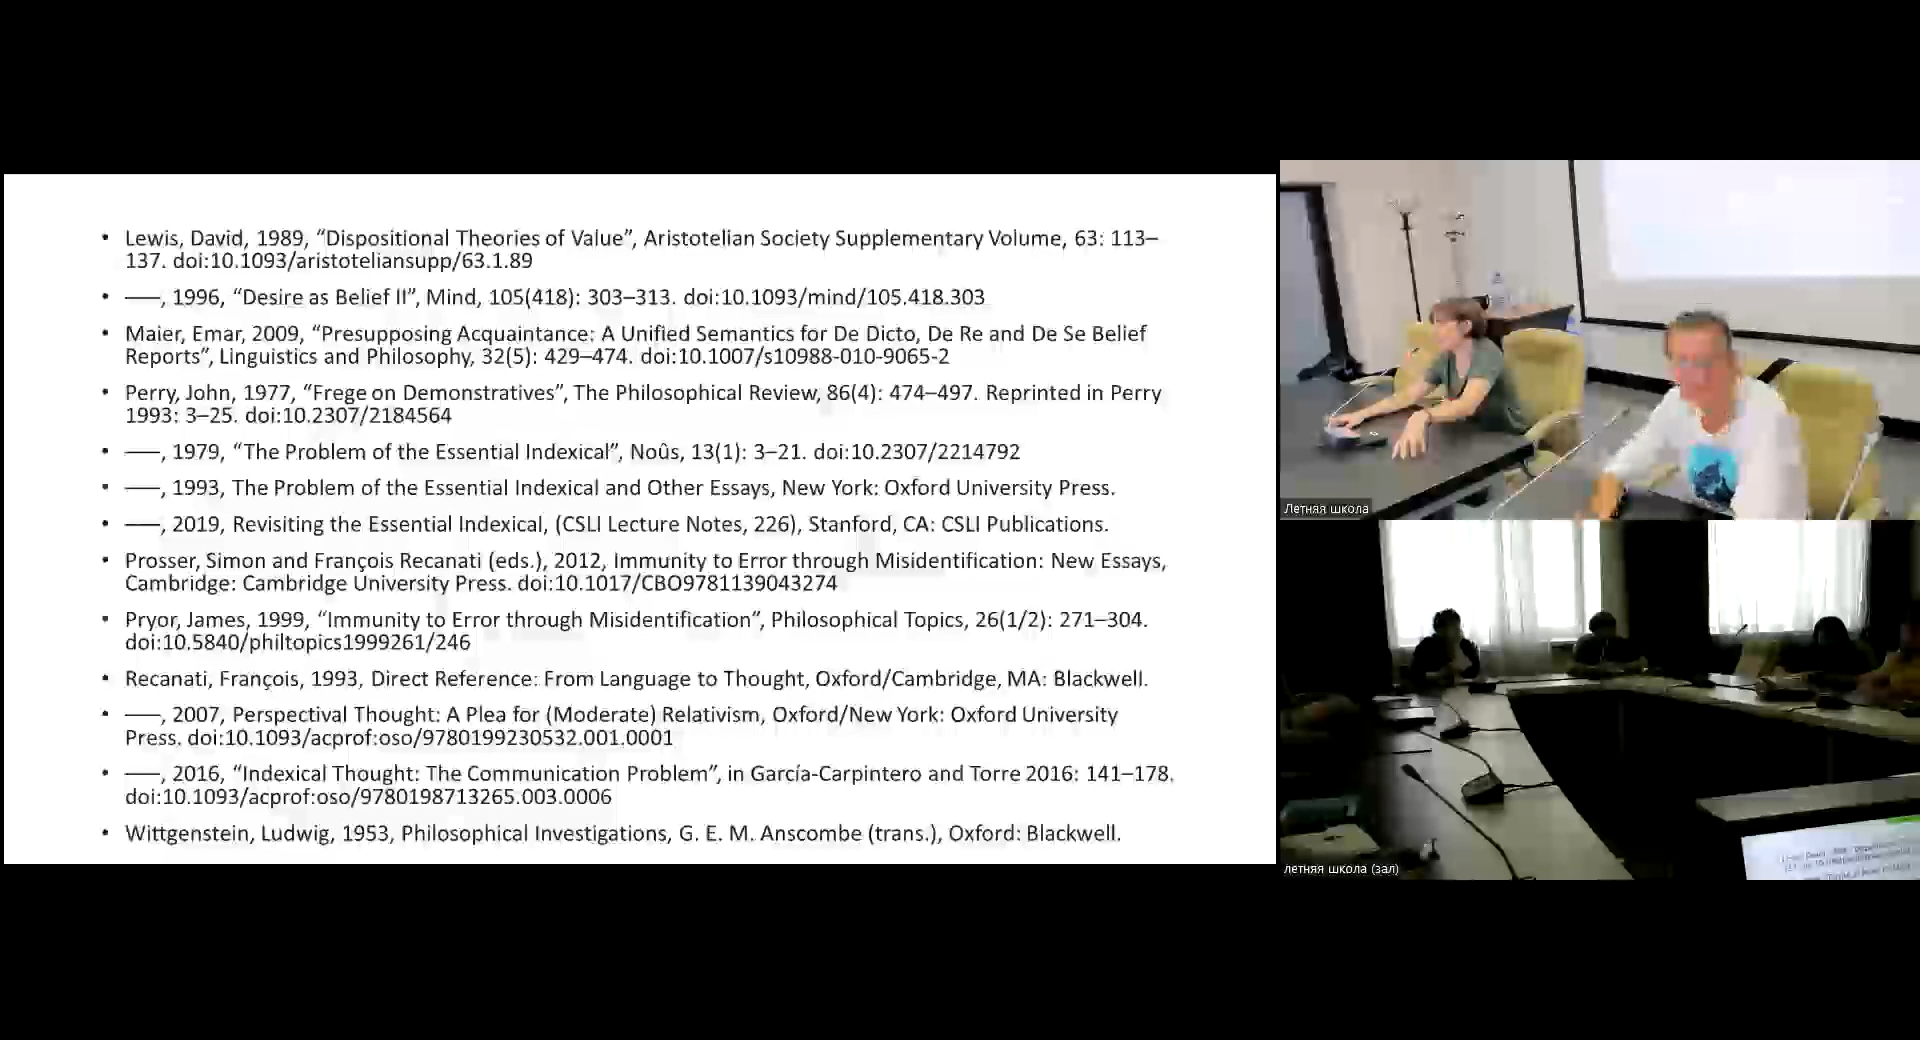 • Lewis, David, 1989, “Dispositional Theories of Value”, Aristotelian Society Supplementary Volume, 63: 113–
137. doi:10.1093/aristoteliansupp/63.1.89
• ——, 1996, “Desire as Belief II”, Mind, 105(418): 303–313. doi:10.1093/mind/105.418.303
• Maier, Emar, 2009, “Presupposing Acquaintance: A Unified Semantics for De Dicto, De Re and De Se Belief
Reports”, Linguistics and Philosophy, 32(5): 429–474. doi:10.1007/s10988-010-9065-2
• Perry, John, 1977, “Frege on Demonstratives”, The Philosophical Review, 86(4): 474–497. Reprinted in Perry
1993: 3–25. doi:10.2307/2184564
• ——, 1979, “The Problem of the Essential Indexical”, Noûs, 13(1): 3–21. doi:10.2307/2214792
• ——, 1993, The Problem of the Essential Indexical and Other Essays, New York: Oxford University Press.
• ——, 2019, Revisiting the Essential Indexical, (CSLI Lecture Notes, 226), Stanford, CA: CSLI Publications.
• Prosser, Simon and François Recanati (eds.), 2012, Immunity to Error through Misidentification: New Essays,
Cambridge: Cambridge University Press. doi:10.1017/CBO9781139043274
• Pryor, James, 1999, “Immunity to Error through Misidentification”, Philosophical Topics, 26(1/2): 271–304.
doi:10.5840/philtopics1999261/246
• Recanati, François, 1993, Direct Reference: From Language to Thought, Oxford/Cambridge, MA: Blackwell.
• ——, 2007, Perspectival Thought: A Plea for (Moderate) Relativism, Oxford/New York: Oxford University
Press. doi:10.1093/acprof:oso/9780199230532.001.0001
• ——, 2016, “Indexical Thought: The Communication Problem”, in García-Carpintero and Torre 2016: 141–178.
doi:10.1093/acprof:oso/9780198713265.003.0006
• Wittgenstein, Ludwig, 1953, Philosophical Investigations, G. E. M. Anscombe (trans.), Oxford: Blackwell.
Летняя школа
летняя школа (зал)